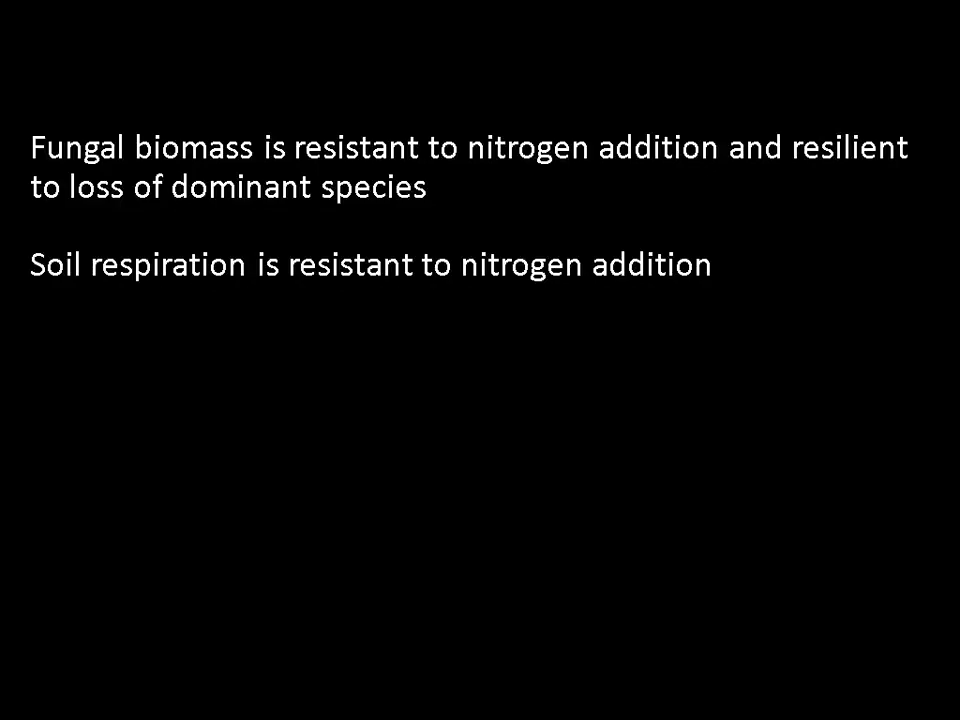 Fungal biomass is resistant to nitrogen addition and resilient
to loss of dominant species
Soil respiration is resistant to nitrogen addition